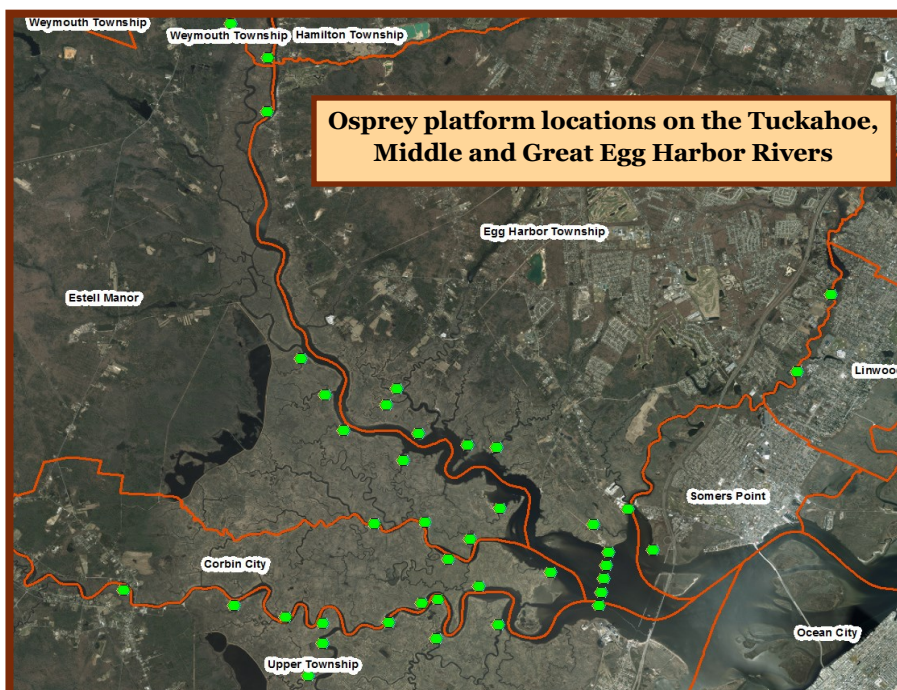 Weymouth Township
Weymouth Township
Hamilton Township
Osprey platform locations on the Tuckahoe,
Middle and Great Egg Harbor Rivers
Egg Harbor Township
Estell Manor
Linwoo
Somers Point
Corbin City
Ocean City
Upper Township